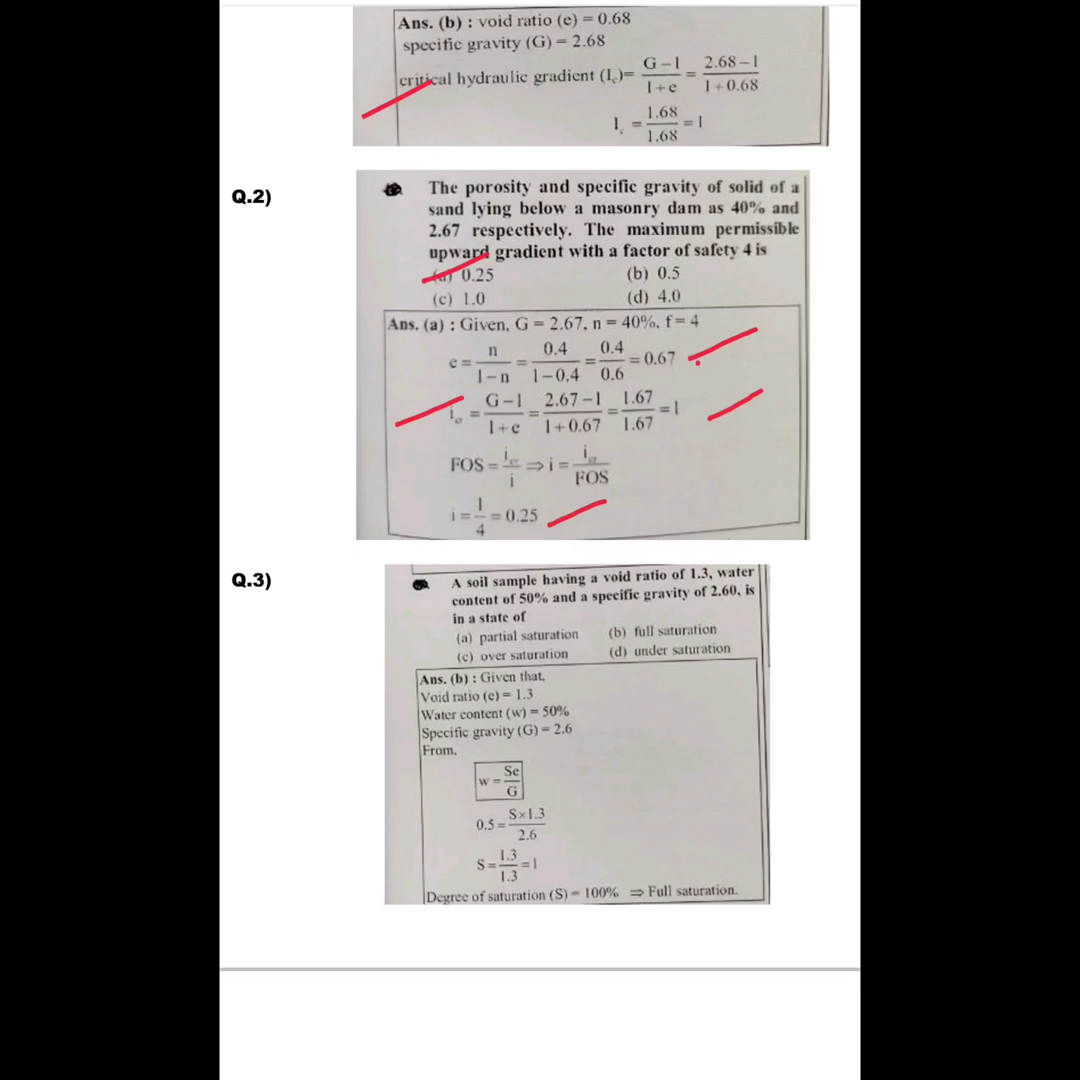 Ans. (b) : void ratio (e) = 0.68
specific gravity (G) = 2.68
critical hydraulic gradient (I_c)= G – 1 / 1 + e = 2.68 – 1 / 1 + 0.68
I_c = 1.68 / 1.68 = 1
Q.2)
The porosity and specific gravity of solid of a
sand lying below a masonry dam as 40% and
2.67 respectively. The maximum permissible
upward gradient with a factor of safety 4 is
(a) 0.25 (b) 0.5
(c) 1.0 (d) 4.0
Ans. (a) : Given, G = 2.67, n = 40%, f = 4
e = n / 1 – n = 0.4 / 1 – 0.4 = 0.4 / 0.6 = 0.67
i_cr = G – 1 / 1 + e = 2.67 – 1 / 1 + 0.67 = 1.67 / 1.67 = 1
FOS = i_cr / i ⇒ i = i_cr / FOS
i = 1 / 4 = 0.25
Q.3)
A soil sample having a void ratio of 1.3, water
content of 50% and a specific gravity of 2.60, is
in a state of
(a) partial saturation (b) full saturation
(c) over saturation (d) under saturation
Ans. (b) : Given that,
Void ratio (e) = 1.3
Water content (w) = 50%
Specific gravity (G) = 2.6
From,
w = Se / G
0.5 = S×1.3 / 2.6
S = 1.3 / 1.3 = 1
Degree of saturation (S) = 100% ⇒ Full saturation.